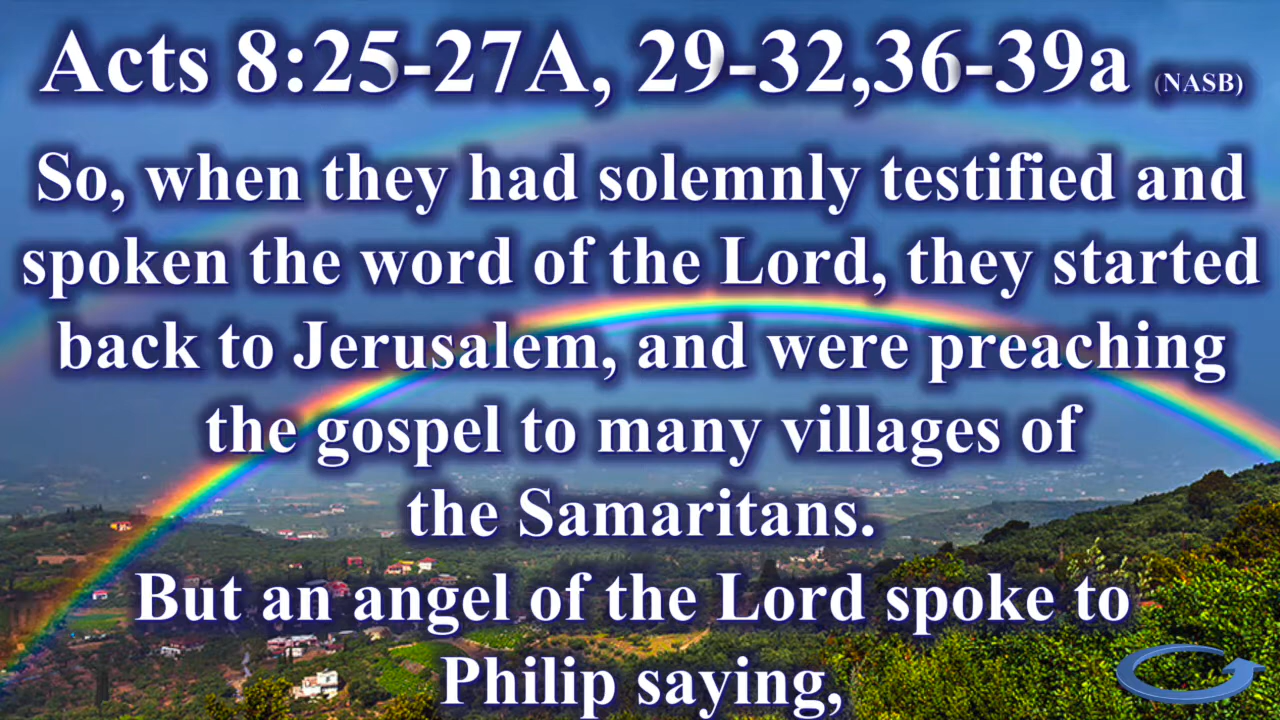 Acts 8:25-27A, 29-32,36-39a (NASB)
So, when they had solemnly testified and
spoken the word of the Lord, they started
back to Jerusalem, and were preaching
the gospel to many villages of
the Samaritans.
But an angel of the Lord spoke to
Philip saying,